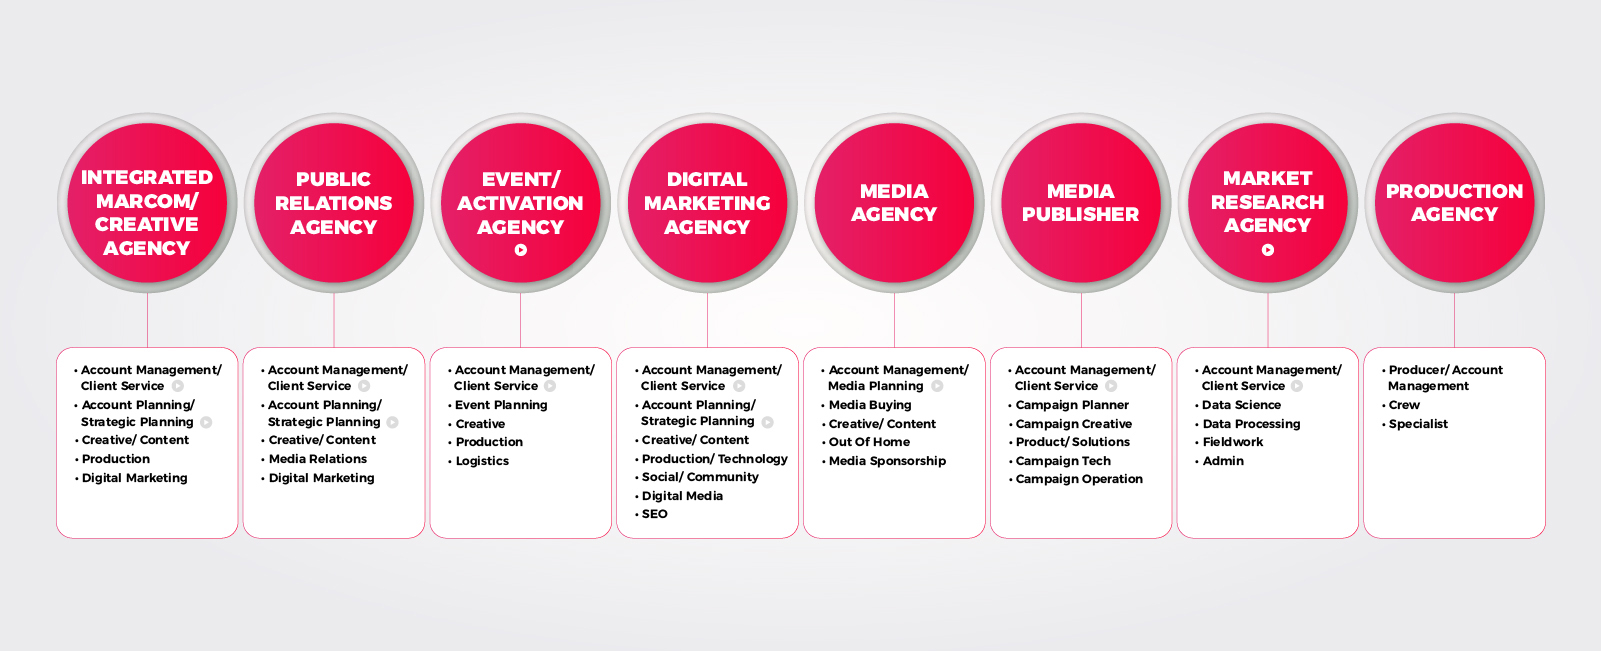 INTEGRATED
MARCOM/
CREATIVE
AGENCY
PUBLIC
RELATIONS
AGENCY
EVENT/
ACTIVATION
AGENCY
DIGITAL
MARKETING
AGENCY
MEDIA
AGENCY
MEDIA
PUBLISHER
MARKET
RESEARCH
AGENCY
PRODUCTION
AGENCY
• Account Management/
Client Service
• Account Planning/
Strategic Planning
• Creative/ Content
• Production
• Digital Marketing
• Account Management/
Client Service
• Account Planning/
Strategic Planning
• Creative/ Content
• Media Relations
• Digital Marketing
• Account Management/
Client Service
• Event Planning
• Creative
• Production
• Logistics
• Account Management/
Client Service
• Account Planning/
Strategic Planning
• Creative/ Content
• Production/ Technology
• Social/ Community
• Digital Media
• SEO
• Account Management/
Media Planning
• Media Buying
• Creative/ Content
• Out Of Home
• Media Sponsorship
• Account Management/
Client Service
• Campaign Planner
• Campaign Creative
• Product/ Solutions
• Campaign Tech
• Campaign Operation
• Account Management/
Client Service
• Data Science
• Data Processing
• Fieldwork
• Admin
• Producer/ Account
Management
• Crew
• Specialist